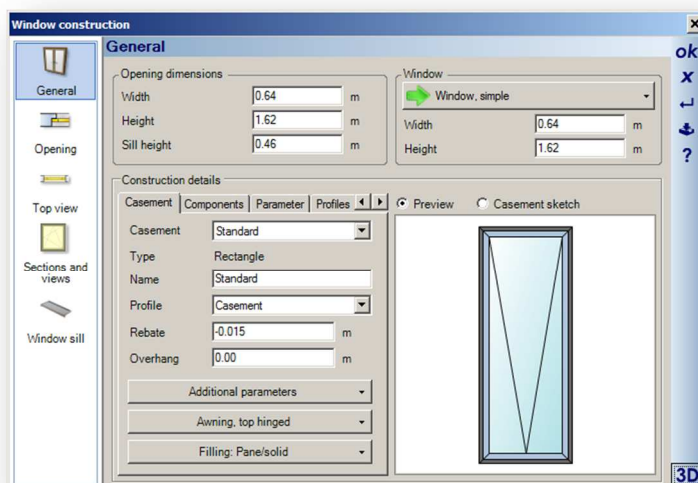 Window construction
General
Opening dimensions
Width 0.64 m
Height 1.62 m
Sill height 0.46 m
Window
Window, simple
Width 0.64 m
Height 1.62 m
ok
x
?
General
Opening
Top view
Sections and
views
Window sill
Construction details
Casement Components Parameter Profiles
Casement Standard
Type Rectangle
Name Standard
Profile Casement
Rebate -0.015 m
Overhang 0.00 m
Additional parameters
Awning, top hinged
Filling: Pane/solid
Preview Casement sketch
3D